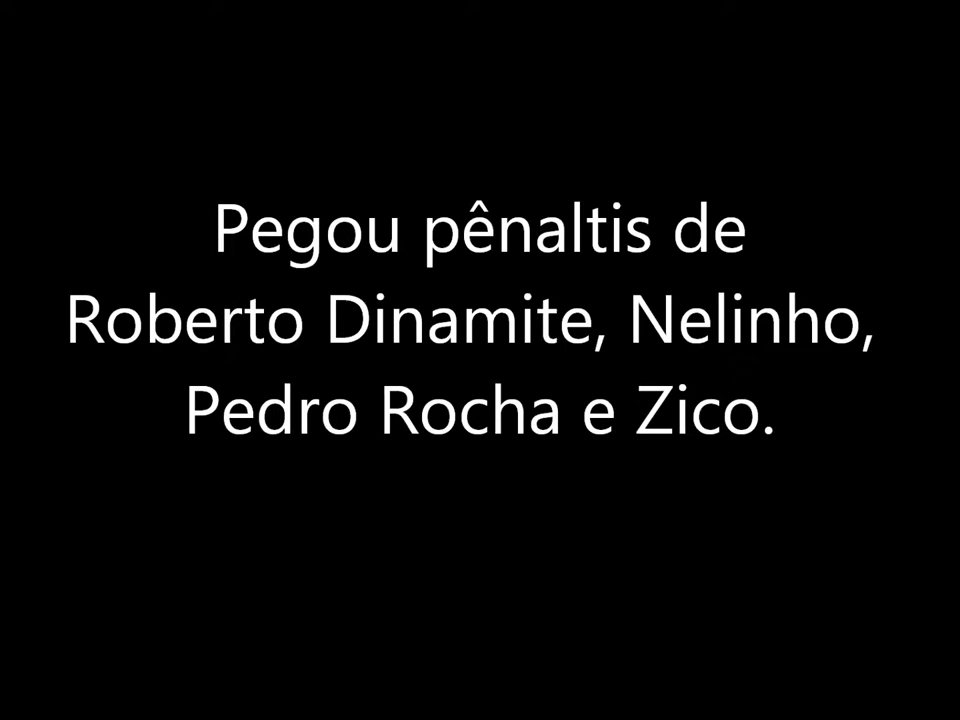 Pegou pênaltis de
Roberto Dinamite, Nelinho,
Pedro Rocha e Zico.